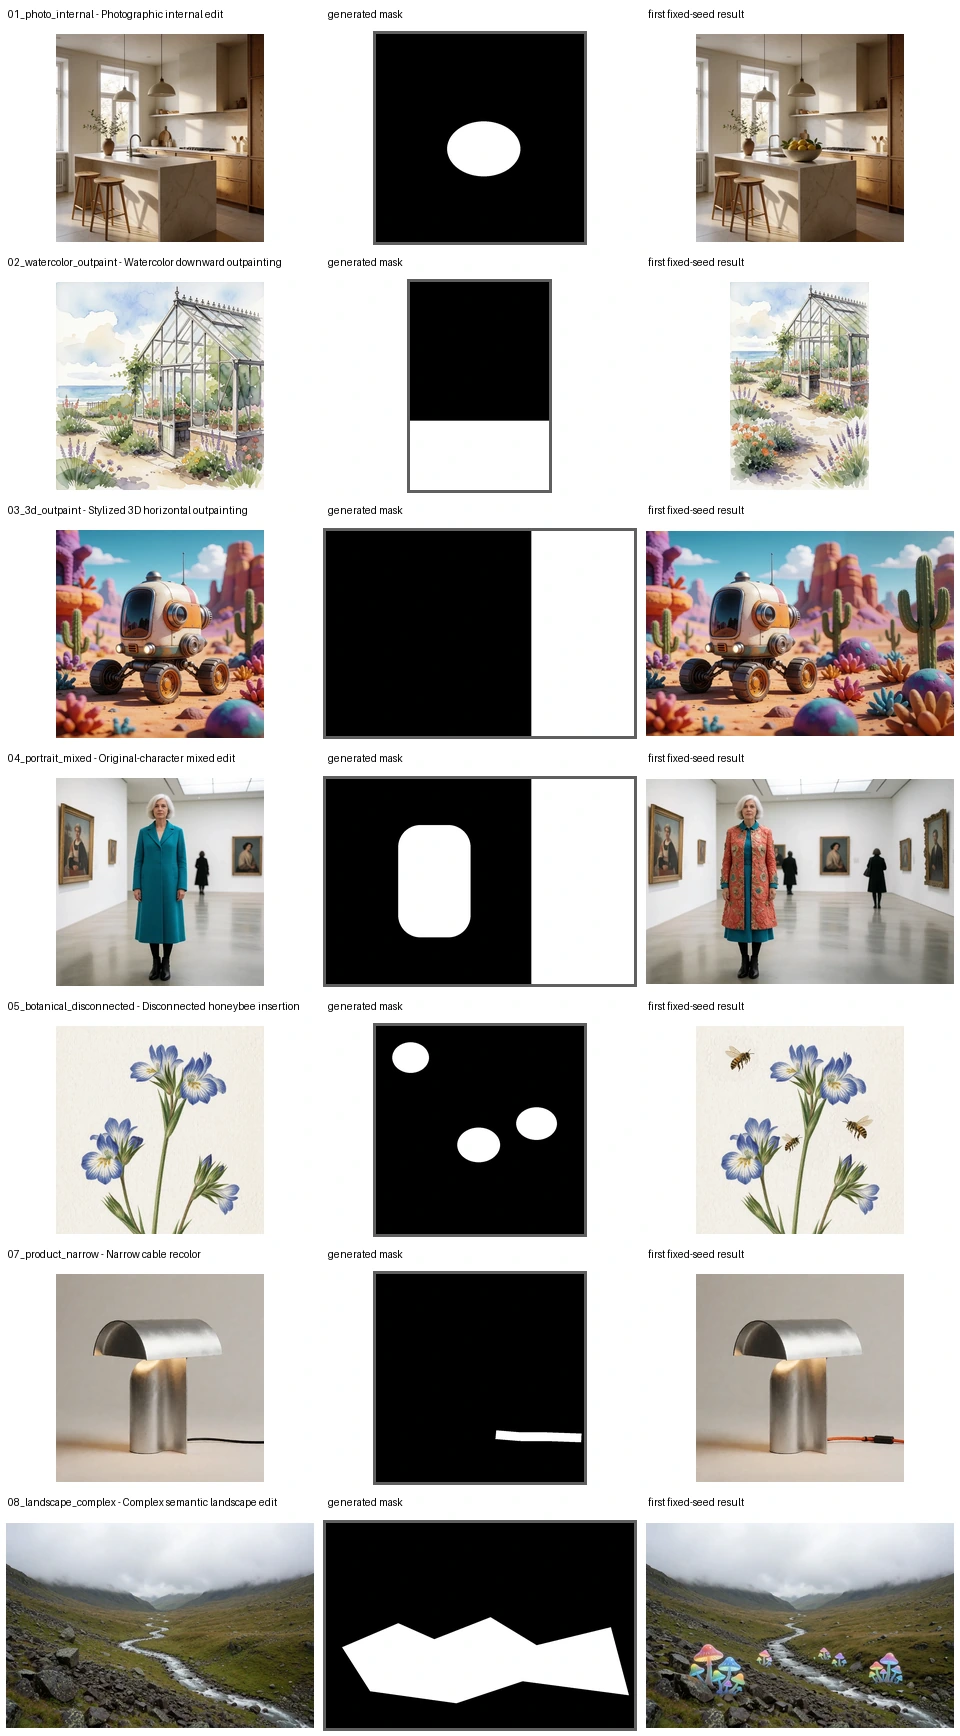 01_photo_internal - Photographic internal edit
generated mask
first fixed-seed result
02_watercolor_outpaint - Watercolor downward outpainting
generated mask
first fixed-seed result
03_3d_outpaint - Stylized 3D horizontal outpainting
generated mask
first fixed-seed result
04_portrait_mixed - Original-character mixed edit
generated mask
first fixed-seed result
05_botanical_disconnected - Disconnected honeybee insertion
generated mask
first fixed-seed result
07_product_narrow - Narrow cable recolor
generated mask
first fixed-seed result
08_landscape_complex - Complex semantic landscape edit
generated mask
first fixed-seed result